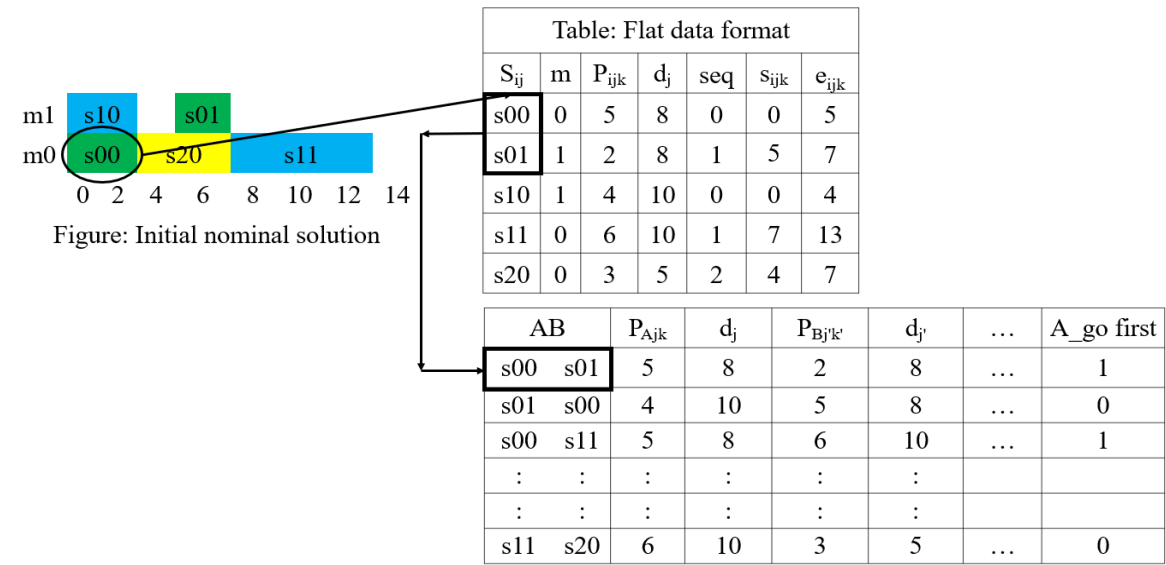 m1 s10 s01
m0 s00 s20 s11
0 2 4 6 8 10 12 14
Figure: Initial nominal solution
Table: Flat data format
Sij m Pijk dj seq sijk eijk
s00 0 5 8 0 0 5
s01 1 2 8 1 5 7
s10 1 4 10 0 0 4
s11 0 6 10 1 7 13
s20 0 3 5 2 4 7
AB PAjk dj PBj'k' dj' ... A_go first
s00 s01 5 8 2 8 ... 1
s01 s00 4 10 5 8 ... 0
s00 s11 5 8 6 10 ... 1
: : : : : :
: : : : : :
s11 s20 6 10 3 5 ... 0